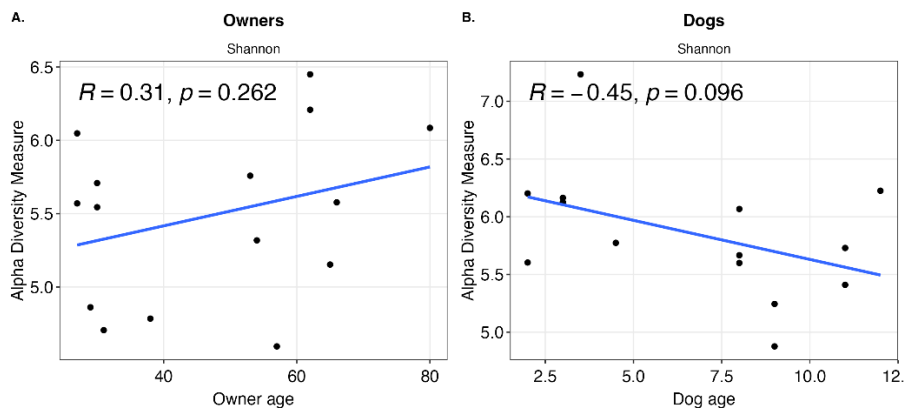 A.
Owners
Shannon
R = 0.31, p = 0.262
Alpha Diversity Measure
6.5
6.0
5.5
5.0
40
60
80
Owner age
B.
Dogs
Shannon
R = −0.45, p = 0.096
Alpha Diversity Measure
7.0
6.5
6.0
5.5
5.0
2.5
5.0
7.5
10.0
12.
Dog age